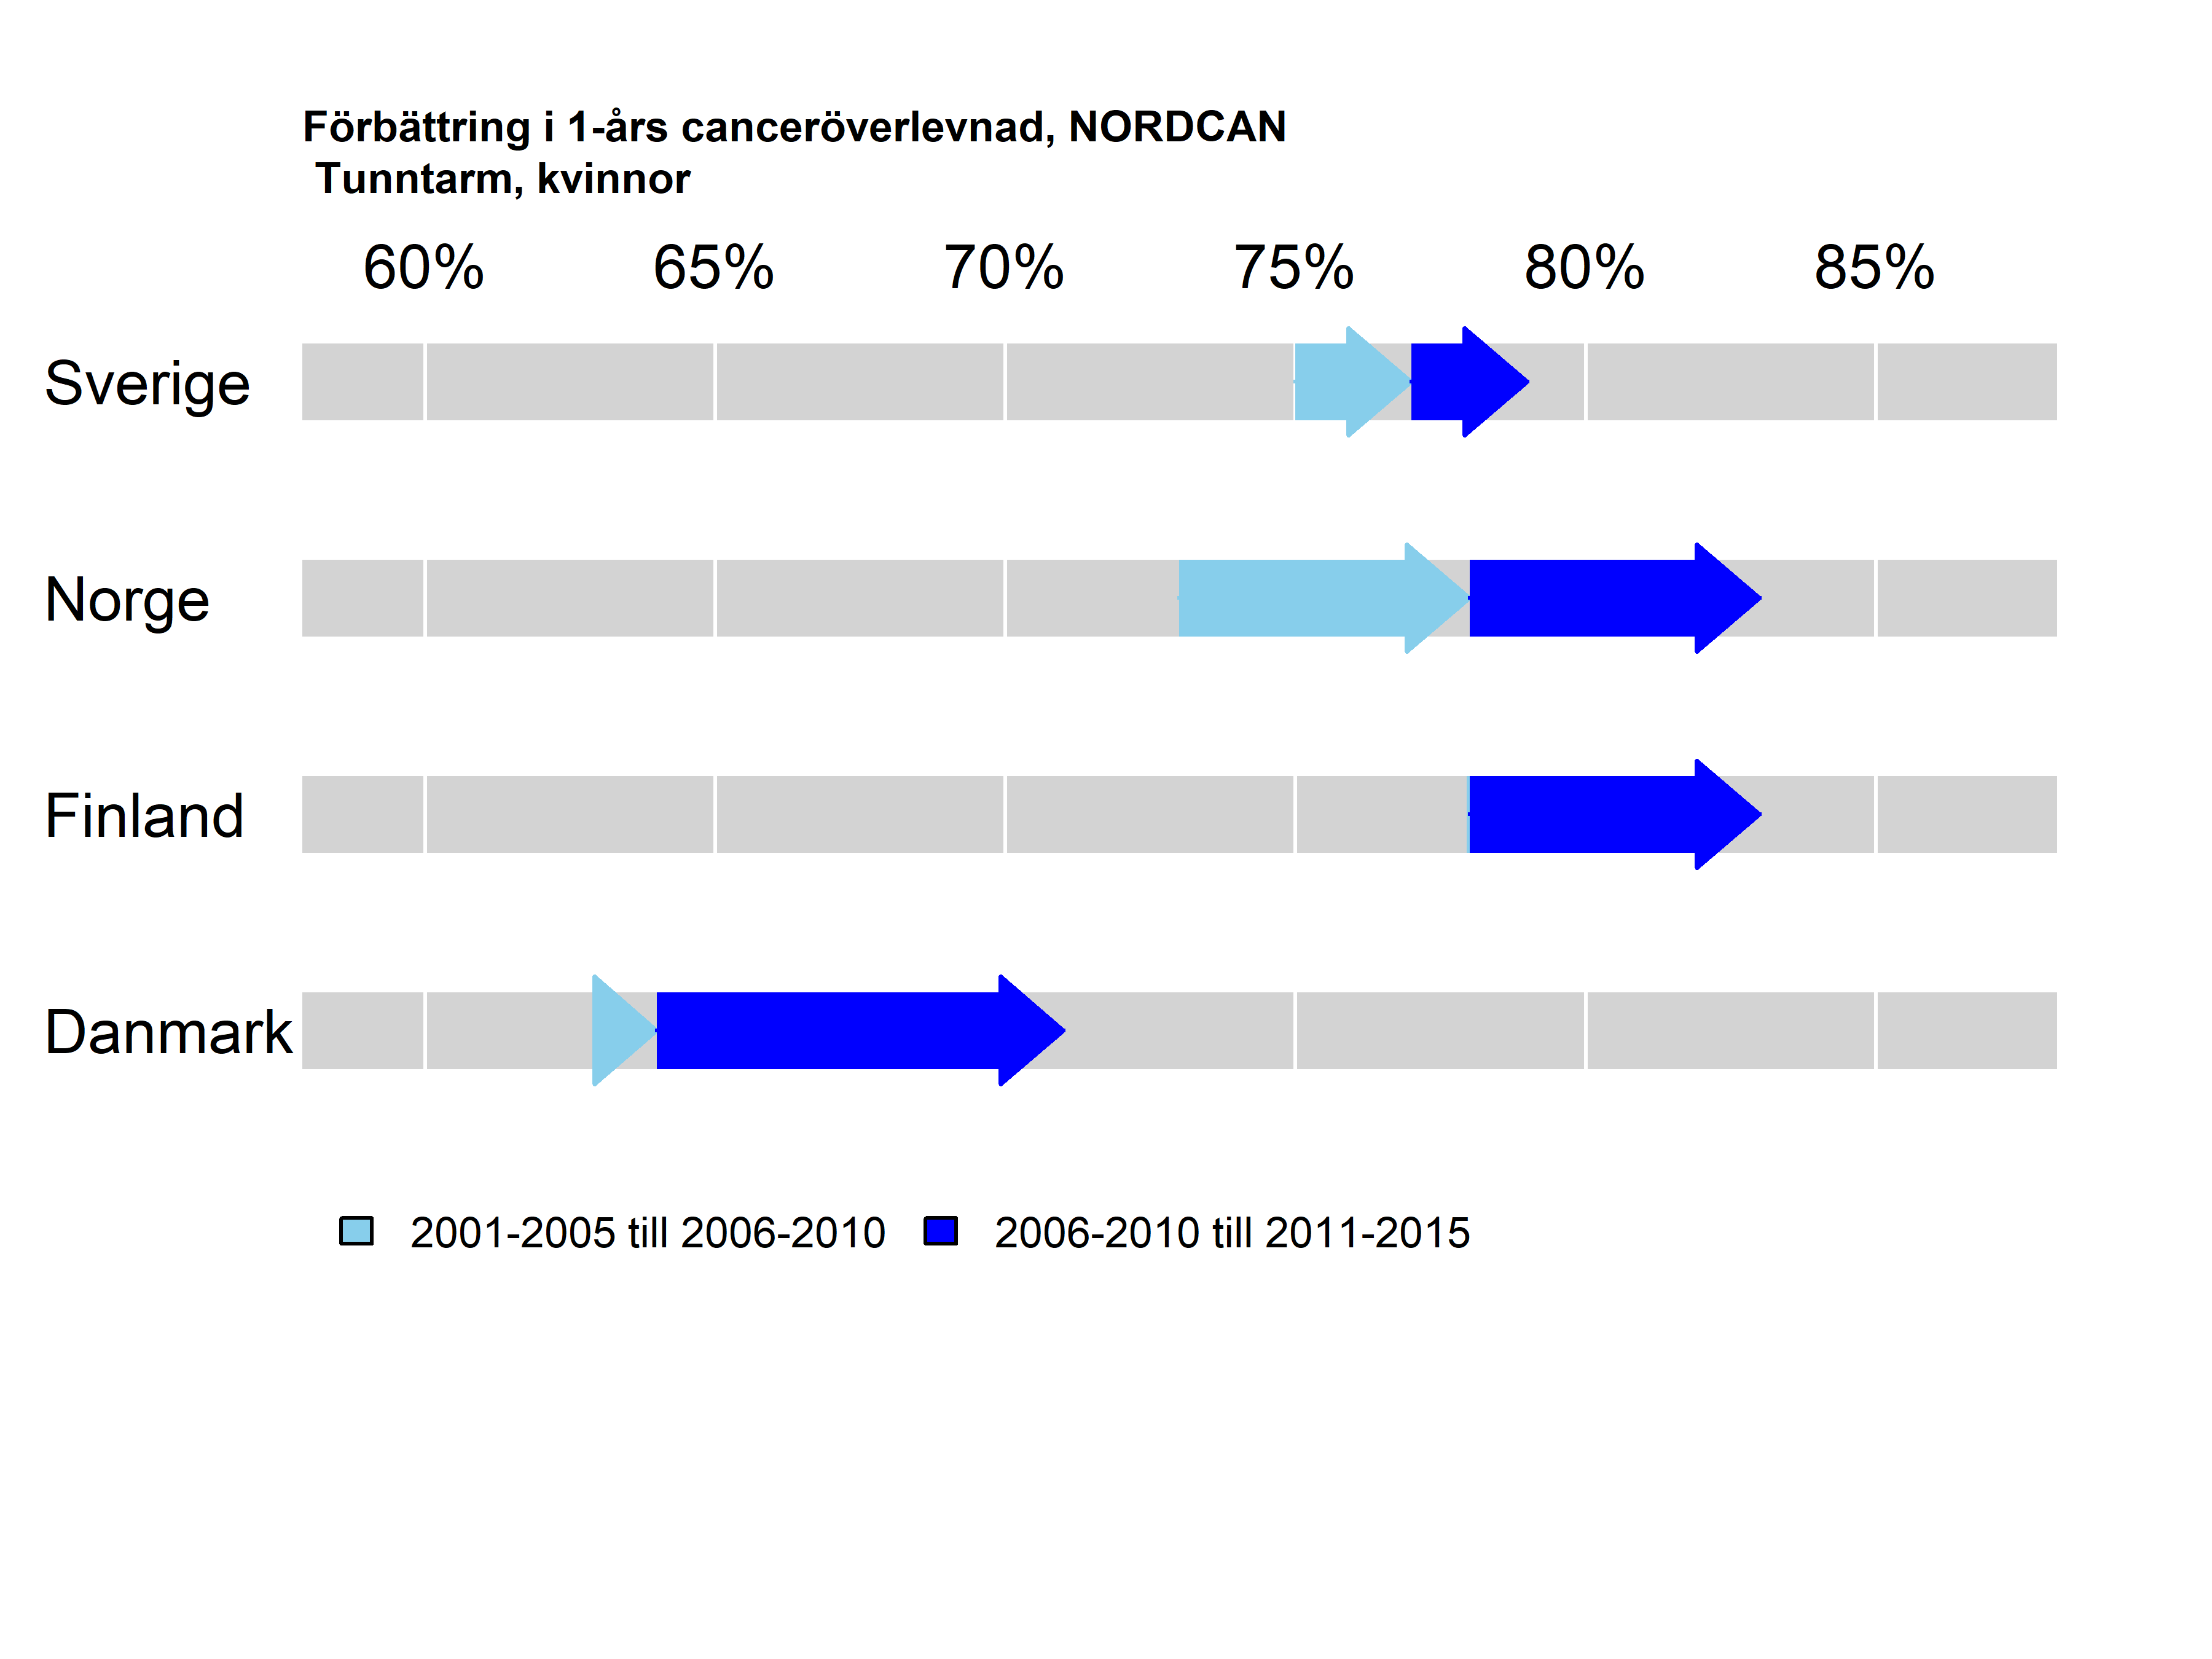 Förbättring i 1-års canceröverlevnad, NORDCAN
Tunntarm, kvinnor
60% 65% 70% 75% 80% 85%
Sverige
Norge
Finland
Danmark
2001-2005 till 2006-2010 2006-2010 till 2011-2015